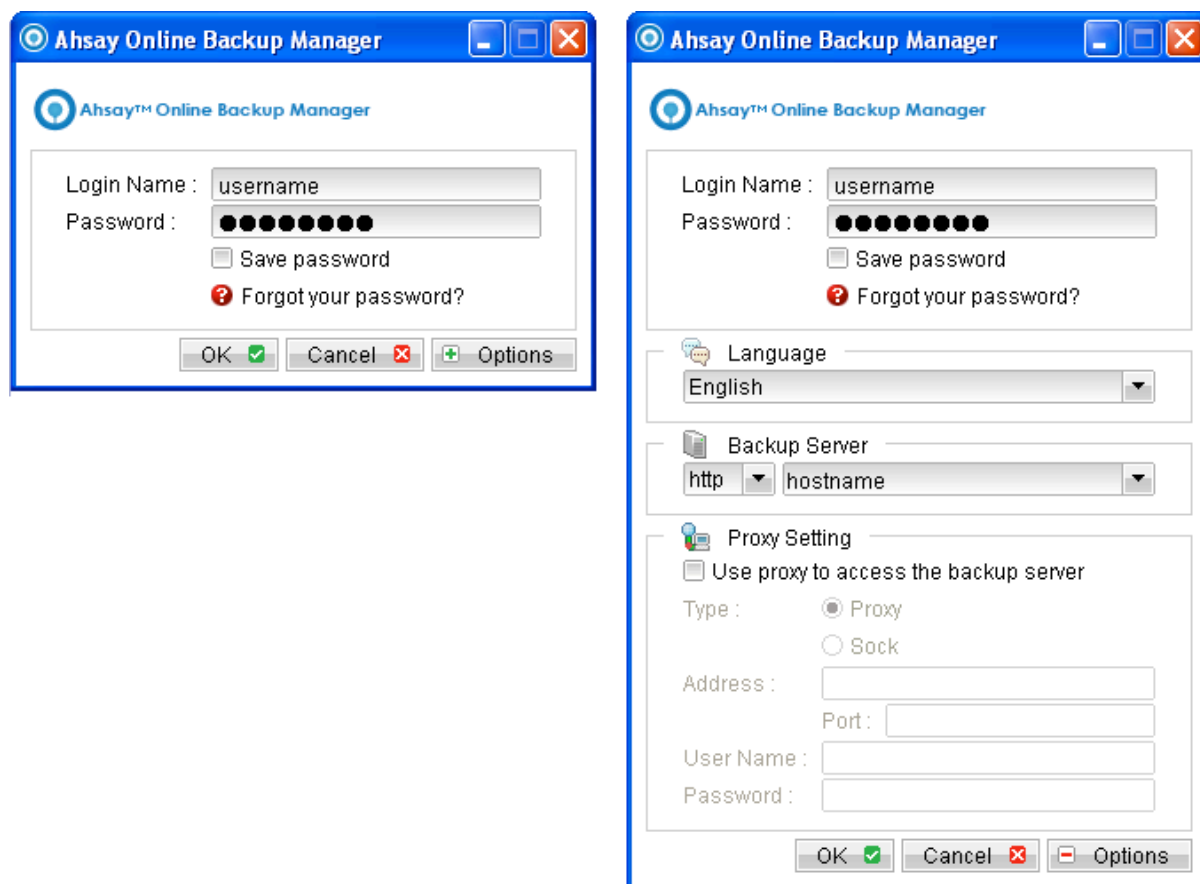 Ahsay Online Backup Manager
Ahsay™ Online Backup Manager
Login Name : username
Password : ●●●●●●●●
Save password
Forgot your password?
OK Cancel Options
Ahsay Online Backup Manager
Ahsay™ Online Backup Manager
Login Name : username
Password : ●●●●●●●●
Save password
Forgot your password?
Language
English
Backup Server
http hostname
Proxy Setting
Use proxy to access the backup server
Type : Proxy
Sock
Address :
Port :
User Name :
Password :
OK Cancel Options